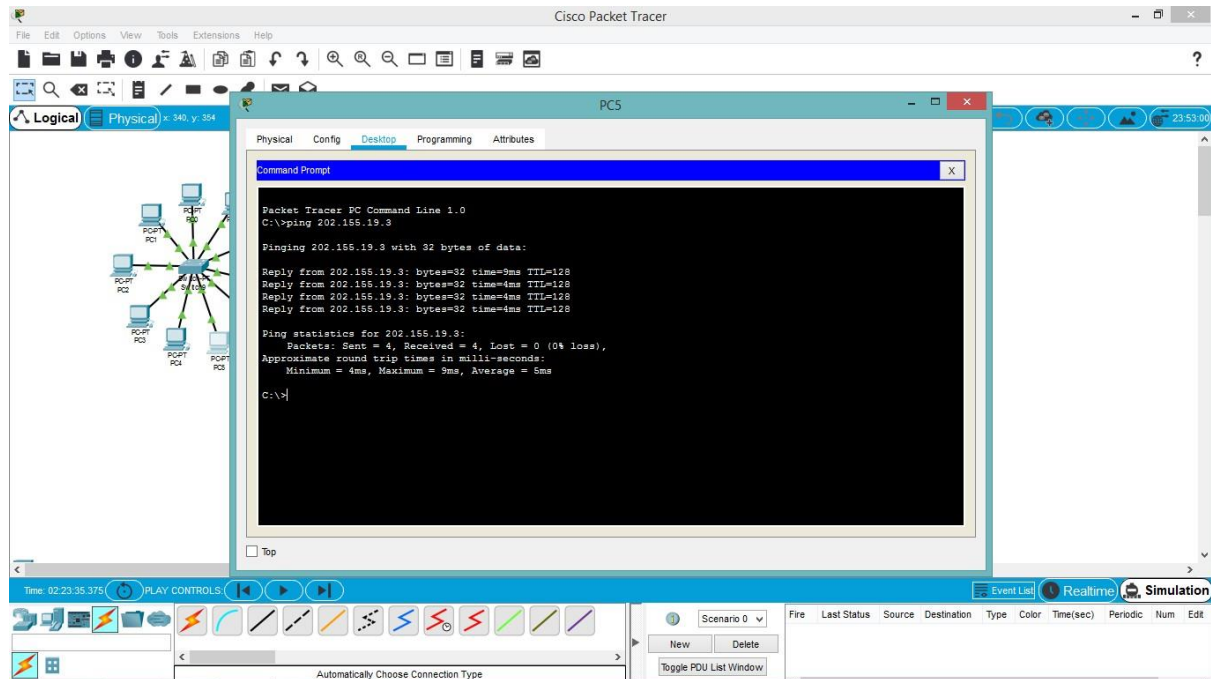 Cisco Packet Tracer
File Edit Options View Tools Extensions Help
?
Logical Physical x: 340, y: 354
23:53:00
PC5
X
Physical Config Desktop Programming Attributes
Command Prompt
X
Packet Tracer PC Command Line 1.0
C:\>ping 202.155.19.3
Pinging 202.155.19.3 with 32 bytes of data:
Reply from 202.155.19.3: bytes=32 time=9ms TTL=128
Reply from 202.155.19.3: bytes=32 time=4ms TTL=128
Reply from 202.155.19.3: bytes=32 time=4ms TTL=128
Reply from 202.155.19.3: bytes=32 time=4ms TTL=128
Ping statistics for 202.155.19.3:
Packets: Sent = 4, Received = 4, Lost = 0 (0% loss),
Approximate round trip times in milli-seconds:
Minimum = 4ms, Maximum = 9ms, Average = 5ms
C:\>
Top
PC-PT
PC0
PC-PT
PC1
PC-PT
PC2
PC-PT
PC3
PC-PT
PC4
PC-PT
Time: 02:23:35.375 PLAY CONTROLS:
Event List Realtime Simulation
Scenario 0
New Delete
Toggle PDU List Window
Fire Last Status Source Destination Type Color Time(sec) Periodic Num Edit
Automatically Choose Connection Type